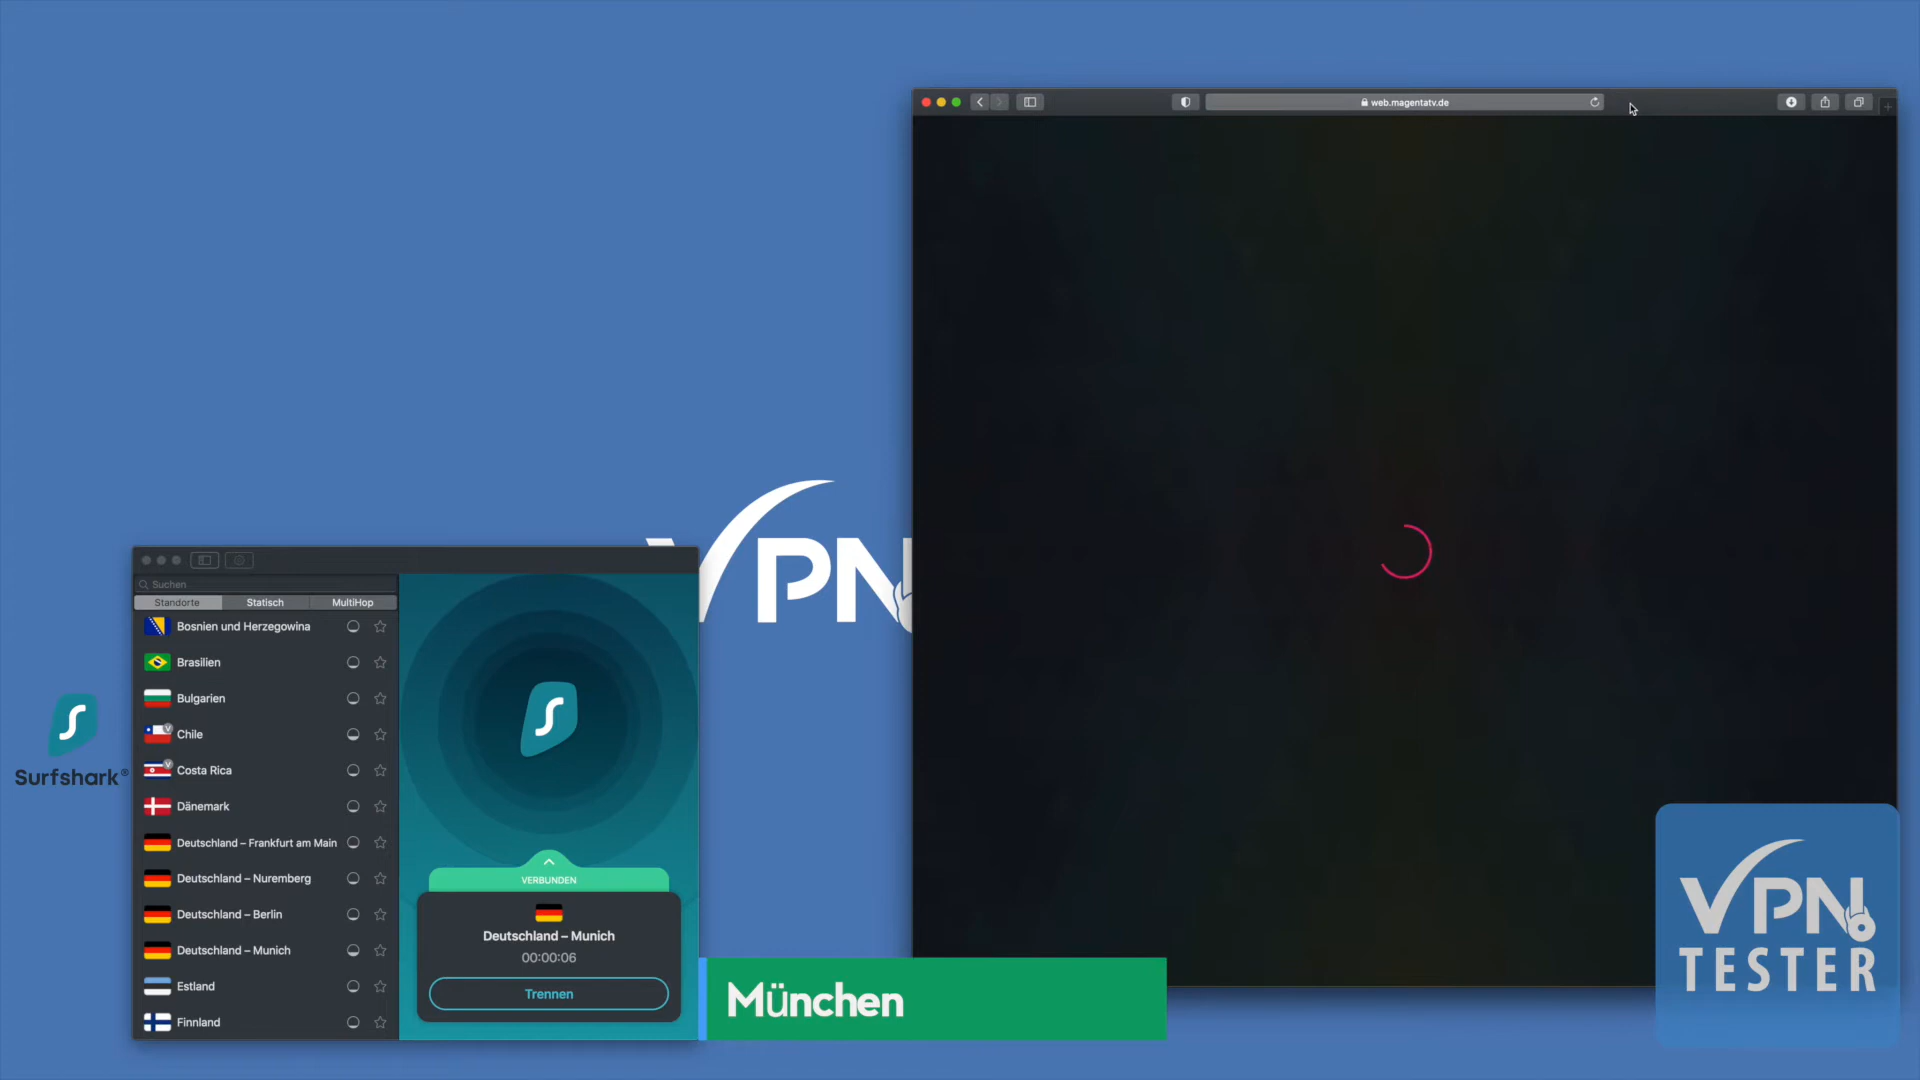 web.magentatv.de
VPN
Suchen
Standorte
Statisch
MultiHop
Bosnien und Herzegowina
Brasilien
Bulgarien
Chile
Costa Rica
Dänemark
Deutschland – Frankfurt am Main
Deutschland – Nuremberg
Deutschland – Berlin
Deutschland – Munich
Estland
Finnland
Surfshark®
VERBUNDEN
Deutschland – Munich
00:00:06
Trennen
München
VPN
TESTER